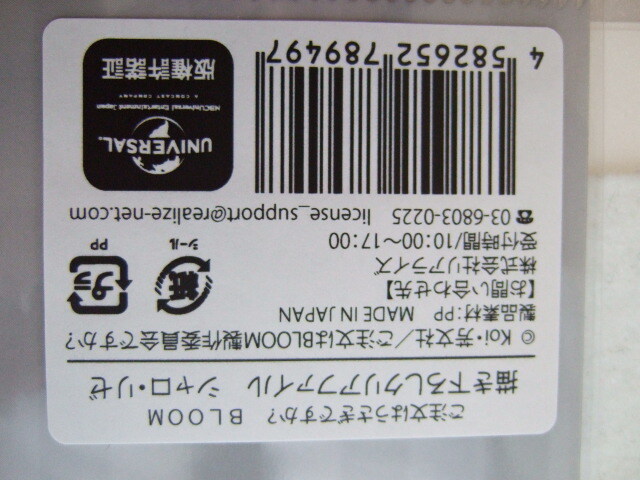 ご注文はうさぎですか？　BLOOM
描き下ろしクリアファイル　シャロ・リゼ
© Koi・芳文社／ご注文はBLOOM製作委員会ですか？
製品素材：PP　MADE IN JAPAN
【お問い合わせ先】
株式会社リアライズ
受付時間/10:00～17:00
☎03-6803-0225　license_support@realize-net.com
紙
シール
プラ
PP
4 582652 789497
UNIVERSAL
NBCUniversal Entertainment Japan
A COMCAST COMPANY
版権許諾証